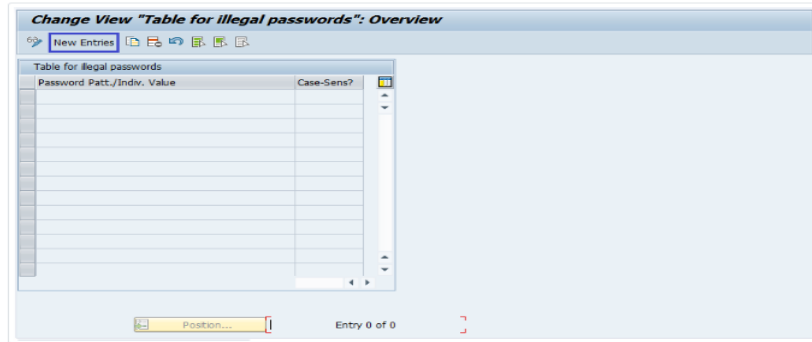 Change View "Table for illegal passwords": Overview
New Entries
Table for illegal passwords
Password Patt./Indiv. Value Case-Sens?
Position... Entry 0 of 0